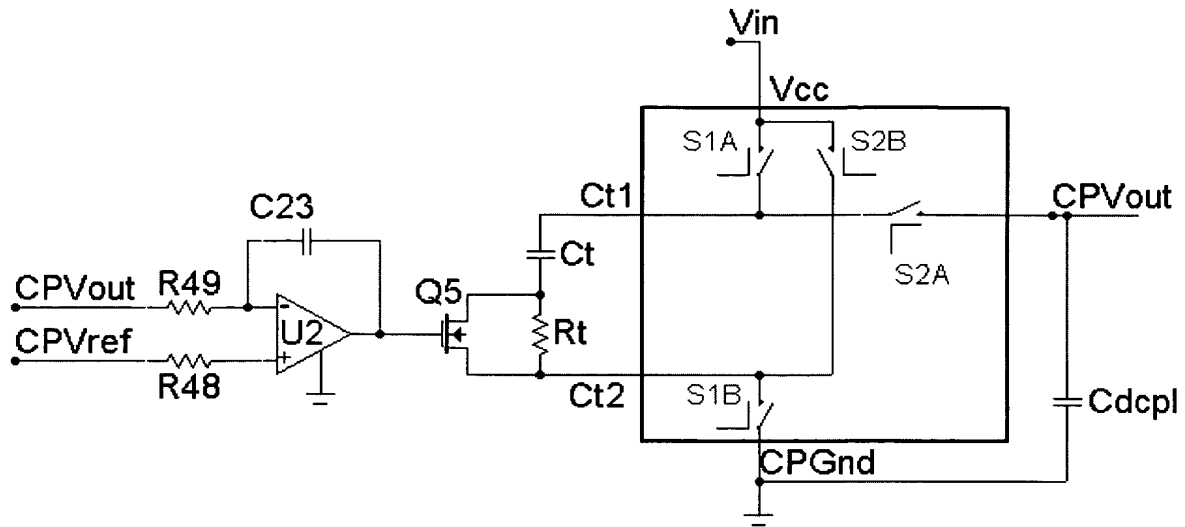 Vin
Vcc
S1A
S2B
C23
Ct1
CPVout
Ct
S2A
CPVout
R49
Q5
-
U2
Rt
CPVref
+
R48
Ct2
S1B
Cdcpl
CPGnd